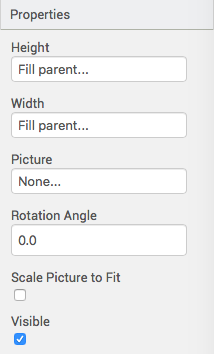 Properties
Height
Fill parent...
Width
Fill parent...
Picture
None...
Rotation Angle
0.0
Scale Picture to Fit
Visible